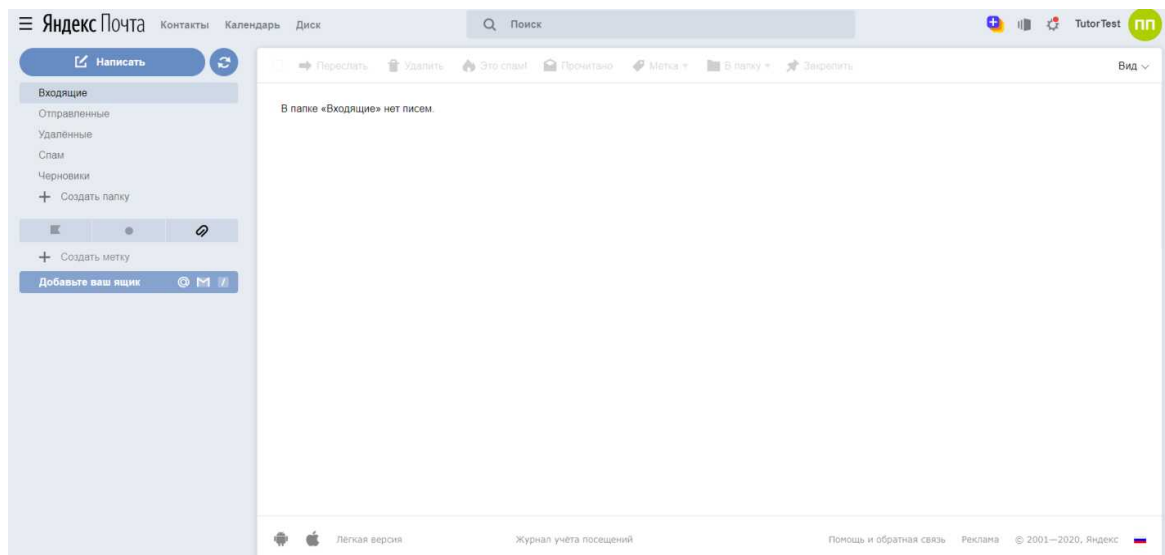 Яндекс Почта Контакты Календарь Диск Поиск TutorTest ПП
Написать
Переслать Удалить Это спам! Прочитано Метка В папку Закрепить Вид
Входящие
В папке «Входящие» нет писем.
Отправленные
Удалённые
Спам
Черновики
+ Создать папку
+ Создать метку
Добавьте ваш ящик
Лёгкая версия Журнал учёта посещений Помощь и обратная связь Реклама © 2001—2020, Яндекс